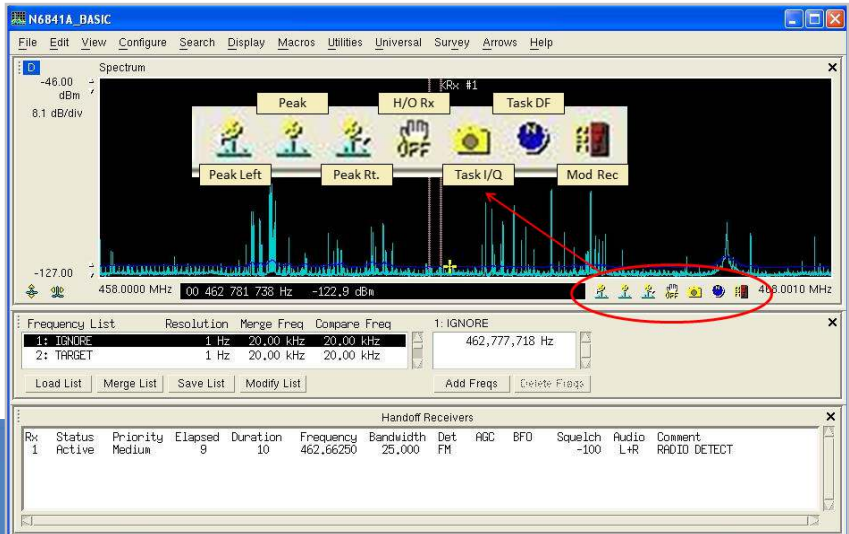 N6841A_BASIC
File Edit View Configure Search Display Macros Utilities Universal Survey Arrows Help
D Spectrum
-46.00
dBm
8.1 dB/div
Rx #1
Peak H/O Rx Task DF
OFF
Peak Left Peak Rt. Task I/Q Mod Rec
-127.00
458.0000 MHz 00 462 781 738 Hz -122.9 dBm 468.0010 MHz
Frequency List Resolution Merge Freq Compare Freq 1: IGNORE
1: IGNORE 1 Hz 20.00 kHz 20.00 kHz 462,777,718 Hz
2: TARGET 1 Hz 20.00 kHz 20.00 kHz
Load List Merge List Save List Modify List Add Freqs Delete Freqs
Handoff Receivers
Rx Status Priority Elapsed Duration Frequency Bandwidth Det AGC BFO Squelch Audio Comment
1 Active Medium 9 10 462.66250 25.000 FM -100 L+R RADIO DETECT